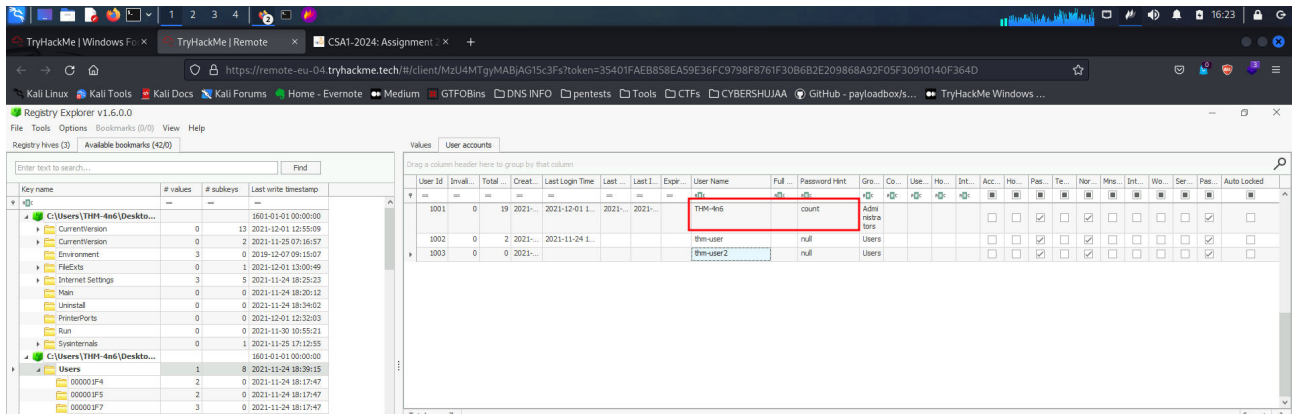 1 2 3 4 16:23
TryHackMe | Windows Fo TryHackMe | Remote CSA1-2024: Assignment 2
https://remote-eu-04.tryhackme.tech/#/client/MzU4MTgyMABjAG15c3Fs?token=35401FAEB858EA59E36FC9798F8761F30B6B2E209868A92F05F30910140F364D
Kali Linux Kali Tools Kali Docs Kali Forums Home - Evernote Medium GTFOBins DNS INFO pentests Tools CTFs CYBERSHUJAA GitHub - payloadbox/s... TryHackMe Windows ...
Registry Explorer v1.6.0.0
File Tools Options Bookmarks (0/0) View Help
Registry hives (3) Available bookmarks (42/0)
Enter text to search... Find
Key name # values # subkeys Last write timestamp
C:\Users\THM-4n6\Deskto... 1601-01-01 00:00:00
CurrentVersion 0 13 2021-12-01 12:55:09
CurrentVersion 0 2 2021-11-25 07:16:57
Environment 3 0 2019-12-07 09:15:07
FileExts 0 1 2021-12-01 13:00:49
Internet Settings 3 5 2021-11-24 18:25:23
Main 0 0 2021-11-24 18:20:12
Uninstall 0 0 2021-11-24 18:34:02
PrinterPorts 0 0 2021-12-01 12:32:03
Run 0 0 2021-11-30 10:55:21
Sysinternals 0 1 2021-11-25 17:12:55
C:\Users\THM-4n6\Deskto... 1601-01-01 00:00:00
Users 1 8 2021-11-24 18:39:15
000001F4 2 0 2021-11-24 18:17:47
000001F5 2 0 2021-11-24 18:17:47
000001F7 3 0 2021-11-24 18:17:47
Values User accounts
Drag a column header here to group by that column
User Id Invali... Total ... Creat... Last Login Time Last ... Last I... Expir... User Name Full ... Password Hint Gro... Co... Use... Ho... Int... Acc... Ho... Pas... Te... Nor... Mns... Int... Wo... Ser... Pas... Auto Locked
1001 0 19 2021-... 2021-12-01 1... 2021-... 2021-... THM-4n6 count Admi
nistra
tors
1002 0 2 2021-... 2021-11-24 1... thm-user null Users
1003 0 0 2021-... thm-user2 null Users